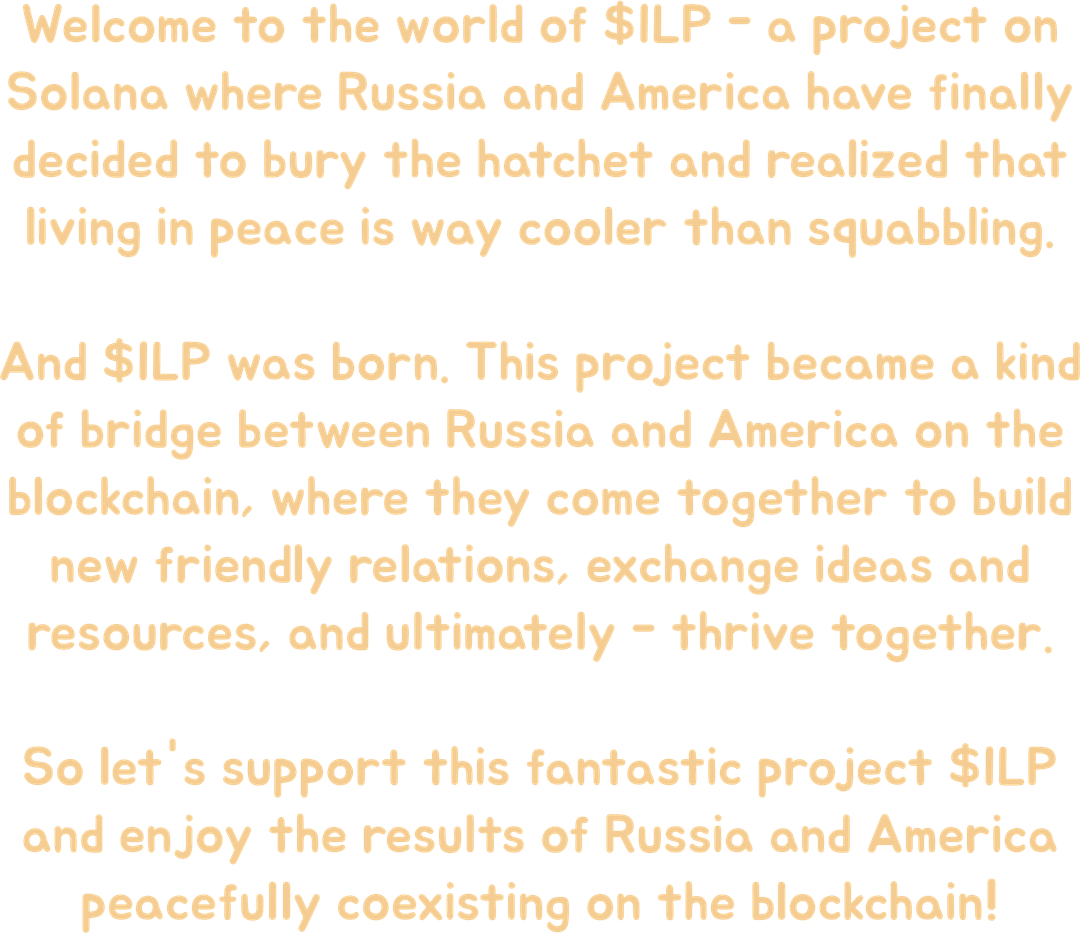 Welcome to the world of $ILP - a project on
Solana where Russia and America have finally
decided to bury the hatchet and realized that
living in peace is way cooler than squabbling.
And $ILP was born. This project became a kind
of bridge between Russia and America on the
blockchain, where they come together to build
new friendly relations, exchange ideas and
resources, and ultimately - thrive together.
So let's support this fantastic project $ILP
and enjoy the results of Russia and America
peacefully coexisting on the blockchain!